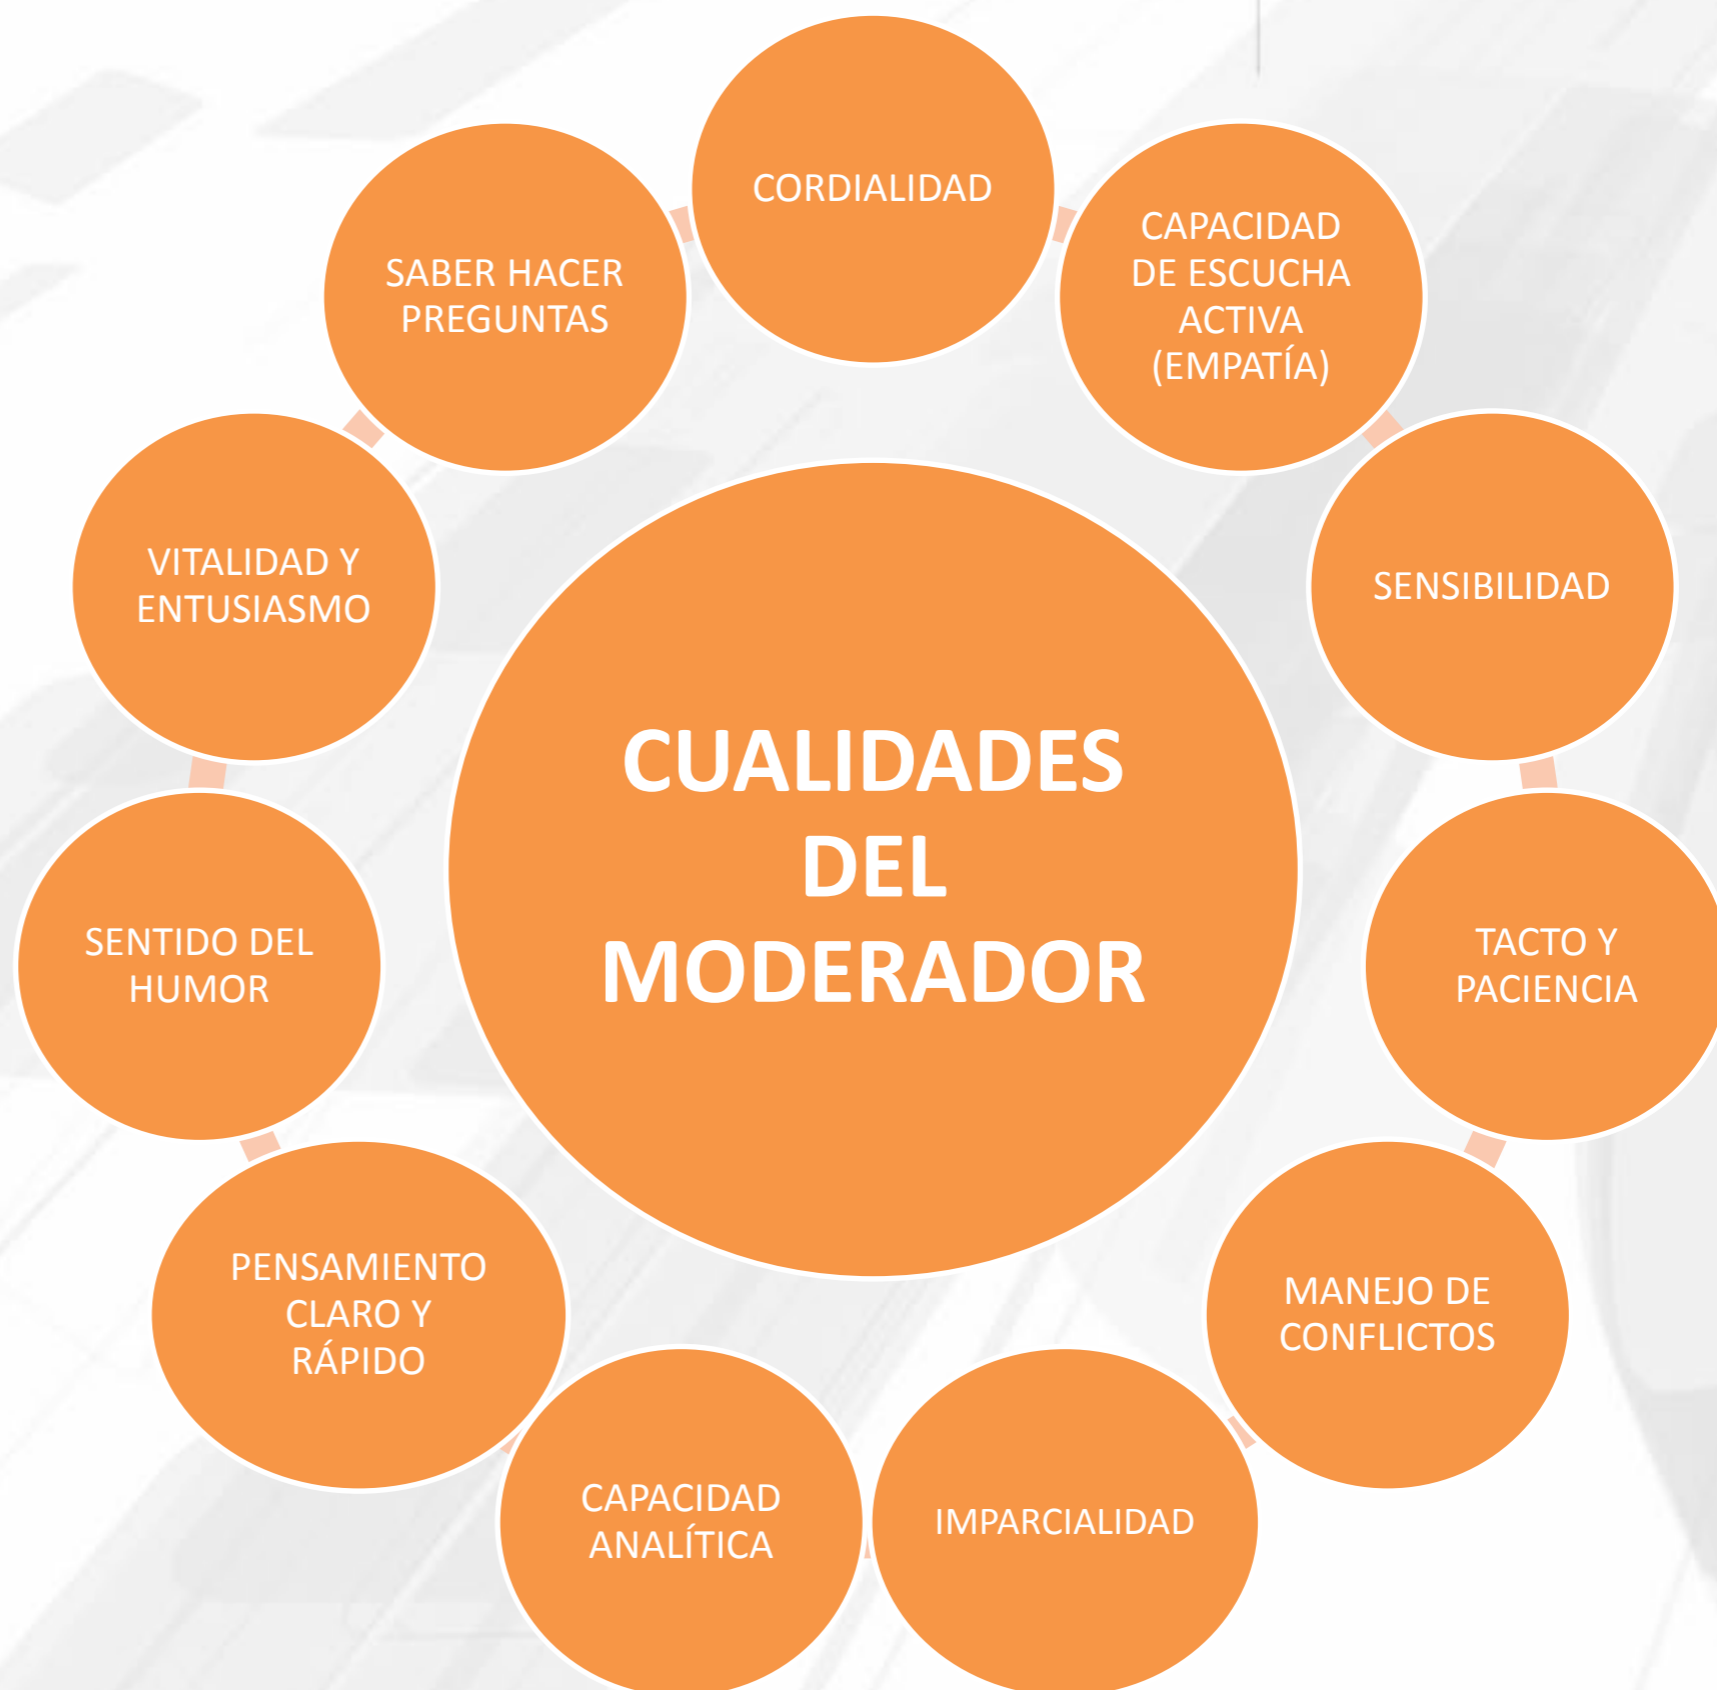 CORDIALIDAD
CAPACIDAD
DE ESCUCHA
ACTIVA
(EMPATÍA)
SENSIBILIDAD
TACTO Y
PACIENCIA
MANEJO DE
CONFLICTOS
IMPARCIALIDAD
CAPACIDAD
ANALÍTICA
PENSAMIENTO
CLARO Y
RÁPIDO
SENTIDO DEL
HUMOR
VITALIDAD Y
ENTUSIASMO
SABER HACER
PREGUNTAS
CUALIDADES
DEL
MODERADOR